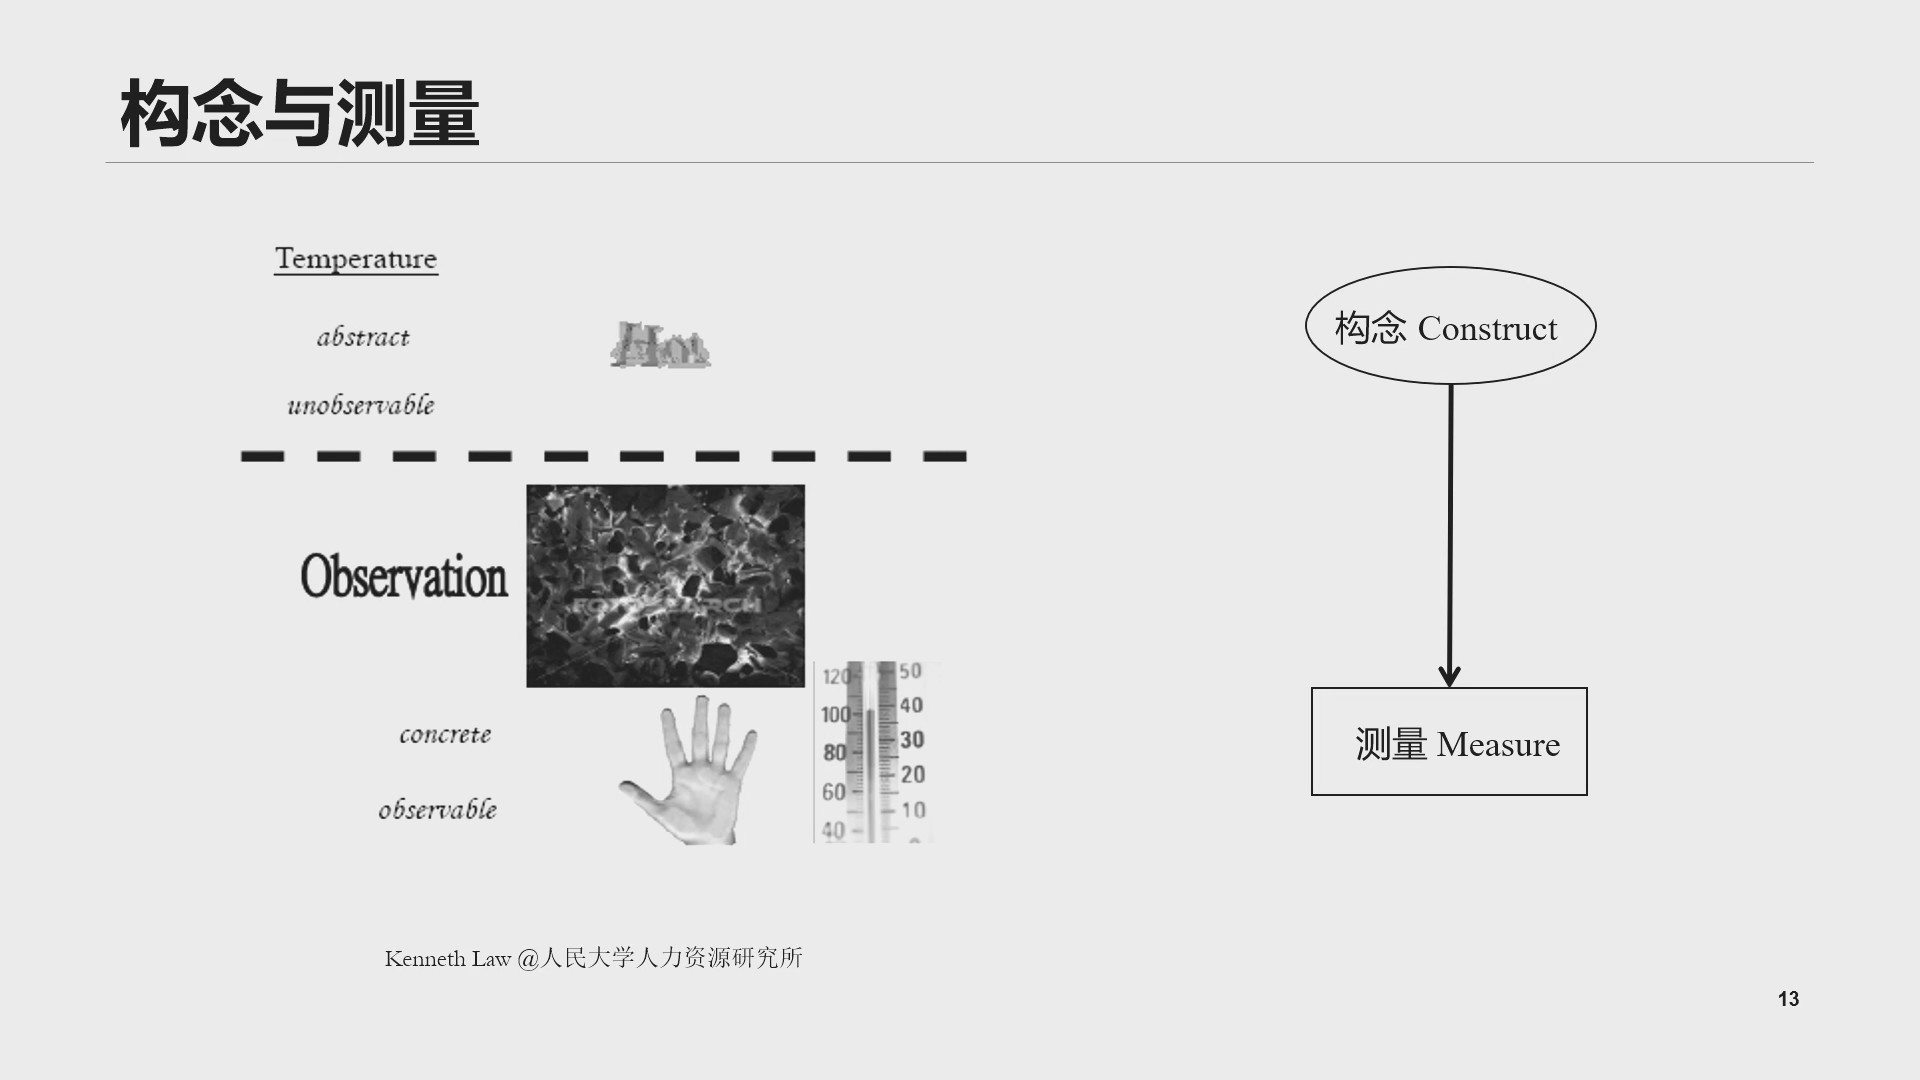 构念与测量
Temperature
abstract
Hot
unobservable
Observation
FOTOSEARCH
concrete
observable
120 50
100 40
80 30
60 20
40 10
0
构念 Construct
测量 Measure
Kenneth Law @人民大学人力资源研究所
13